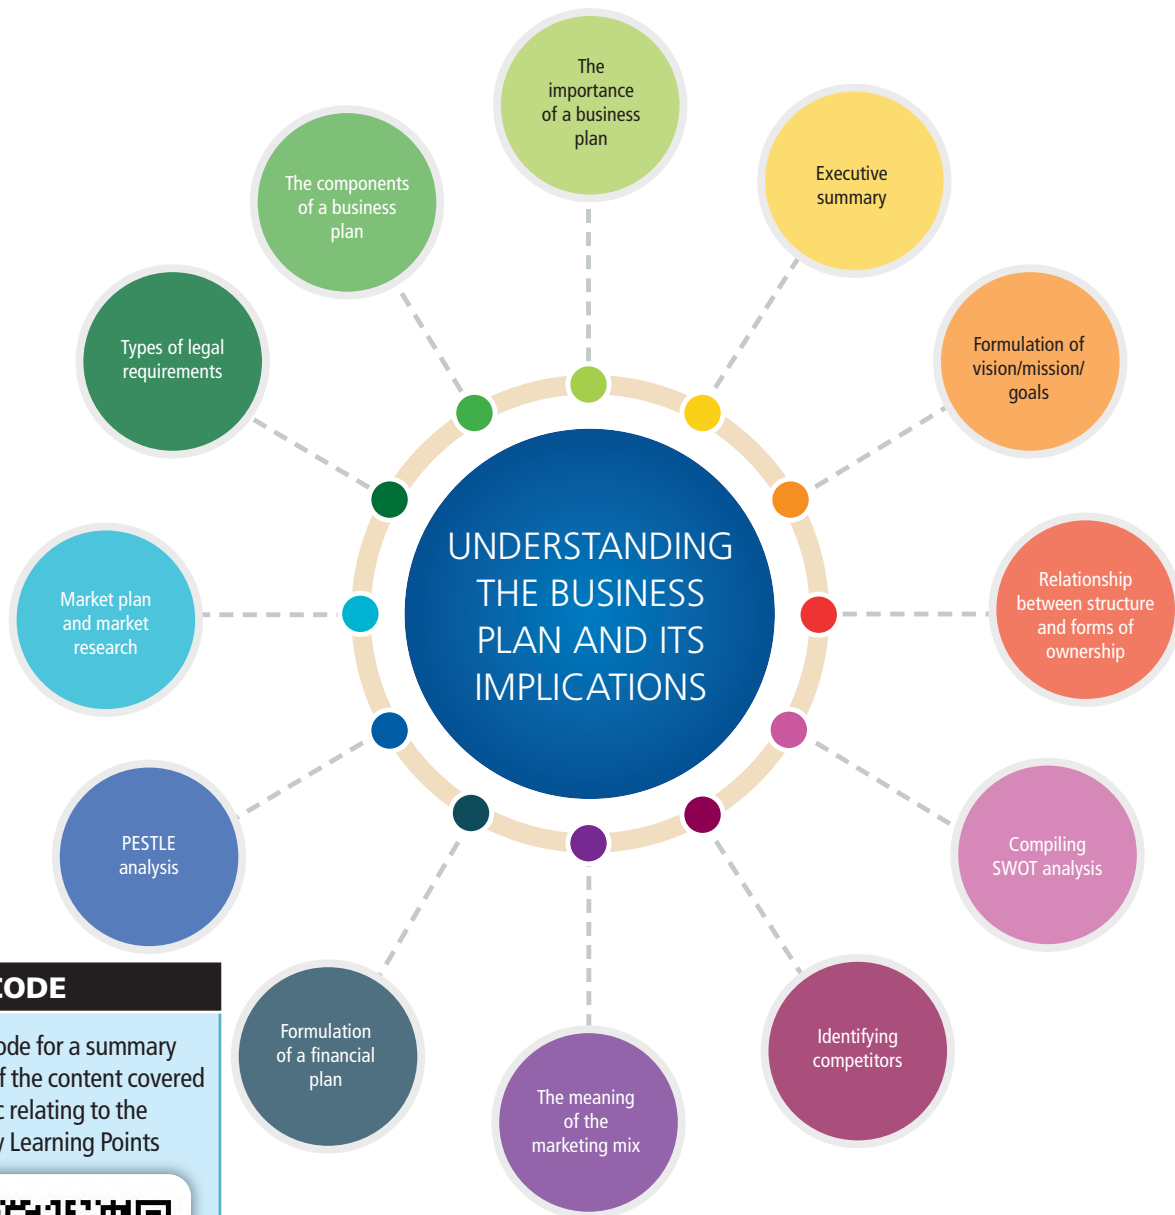 The
importance
of a business
plan
Executive
summary
Formulation of
vision/mission/
goals
Relationship
between structure
and forms of
ownership
Compiling
SWOT analysis
Identifying
competitors
The meaning
of the
marketing mix
Formulation
of a financial
plan
PESTLE
analysis
Market plan
and market
research
Types of legal
requirements
The components
of a business
plan
UNDERSTANDING
THE BUSINESS
PLAN AND ITS
IMPLICATIONS
CODE
ode for a summary
f the content covered
c relating to the
y Learning Points